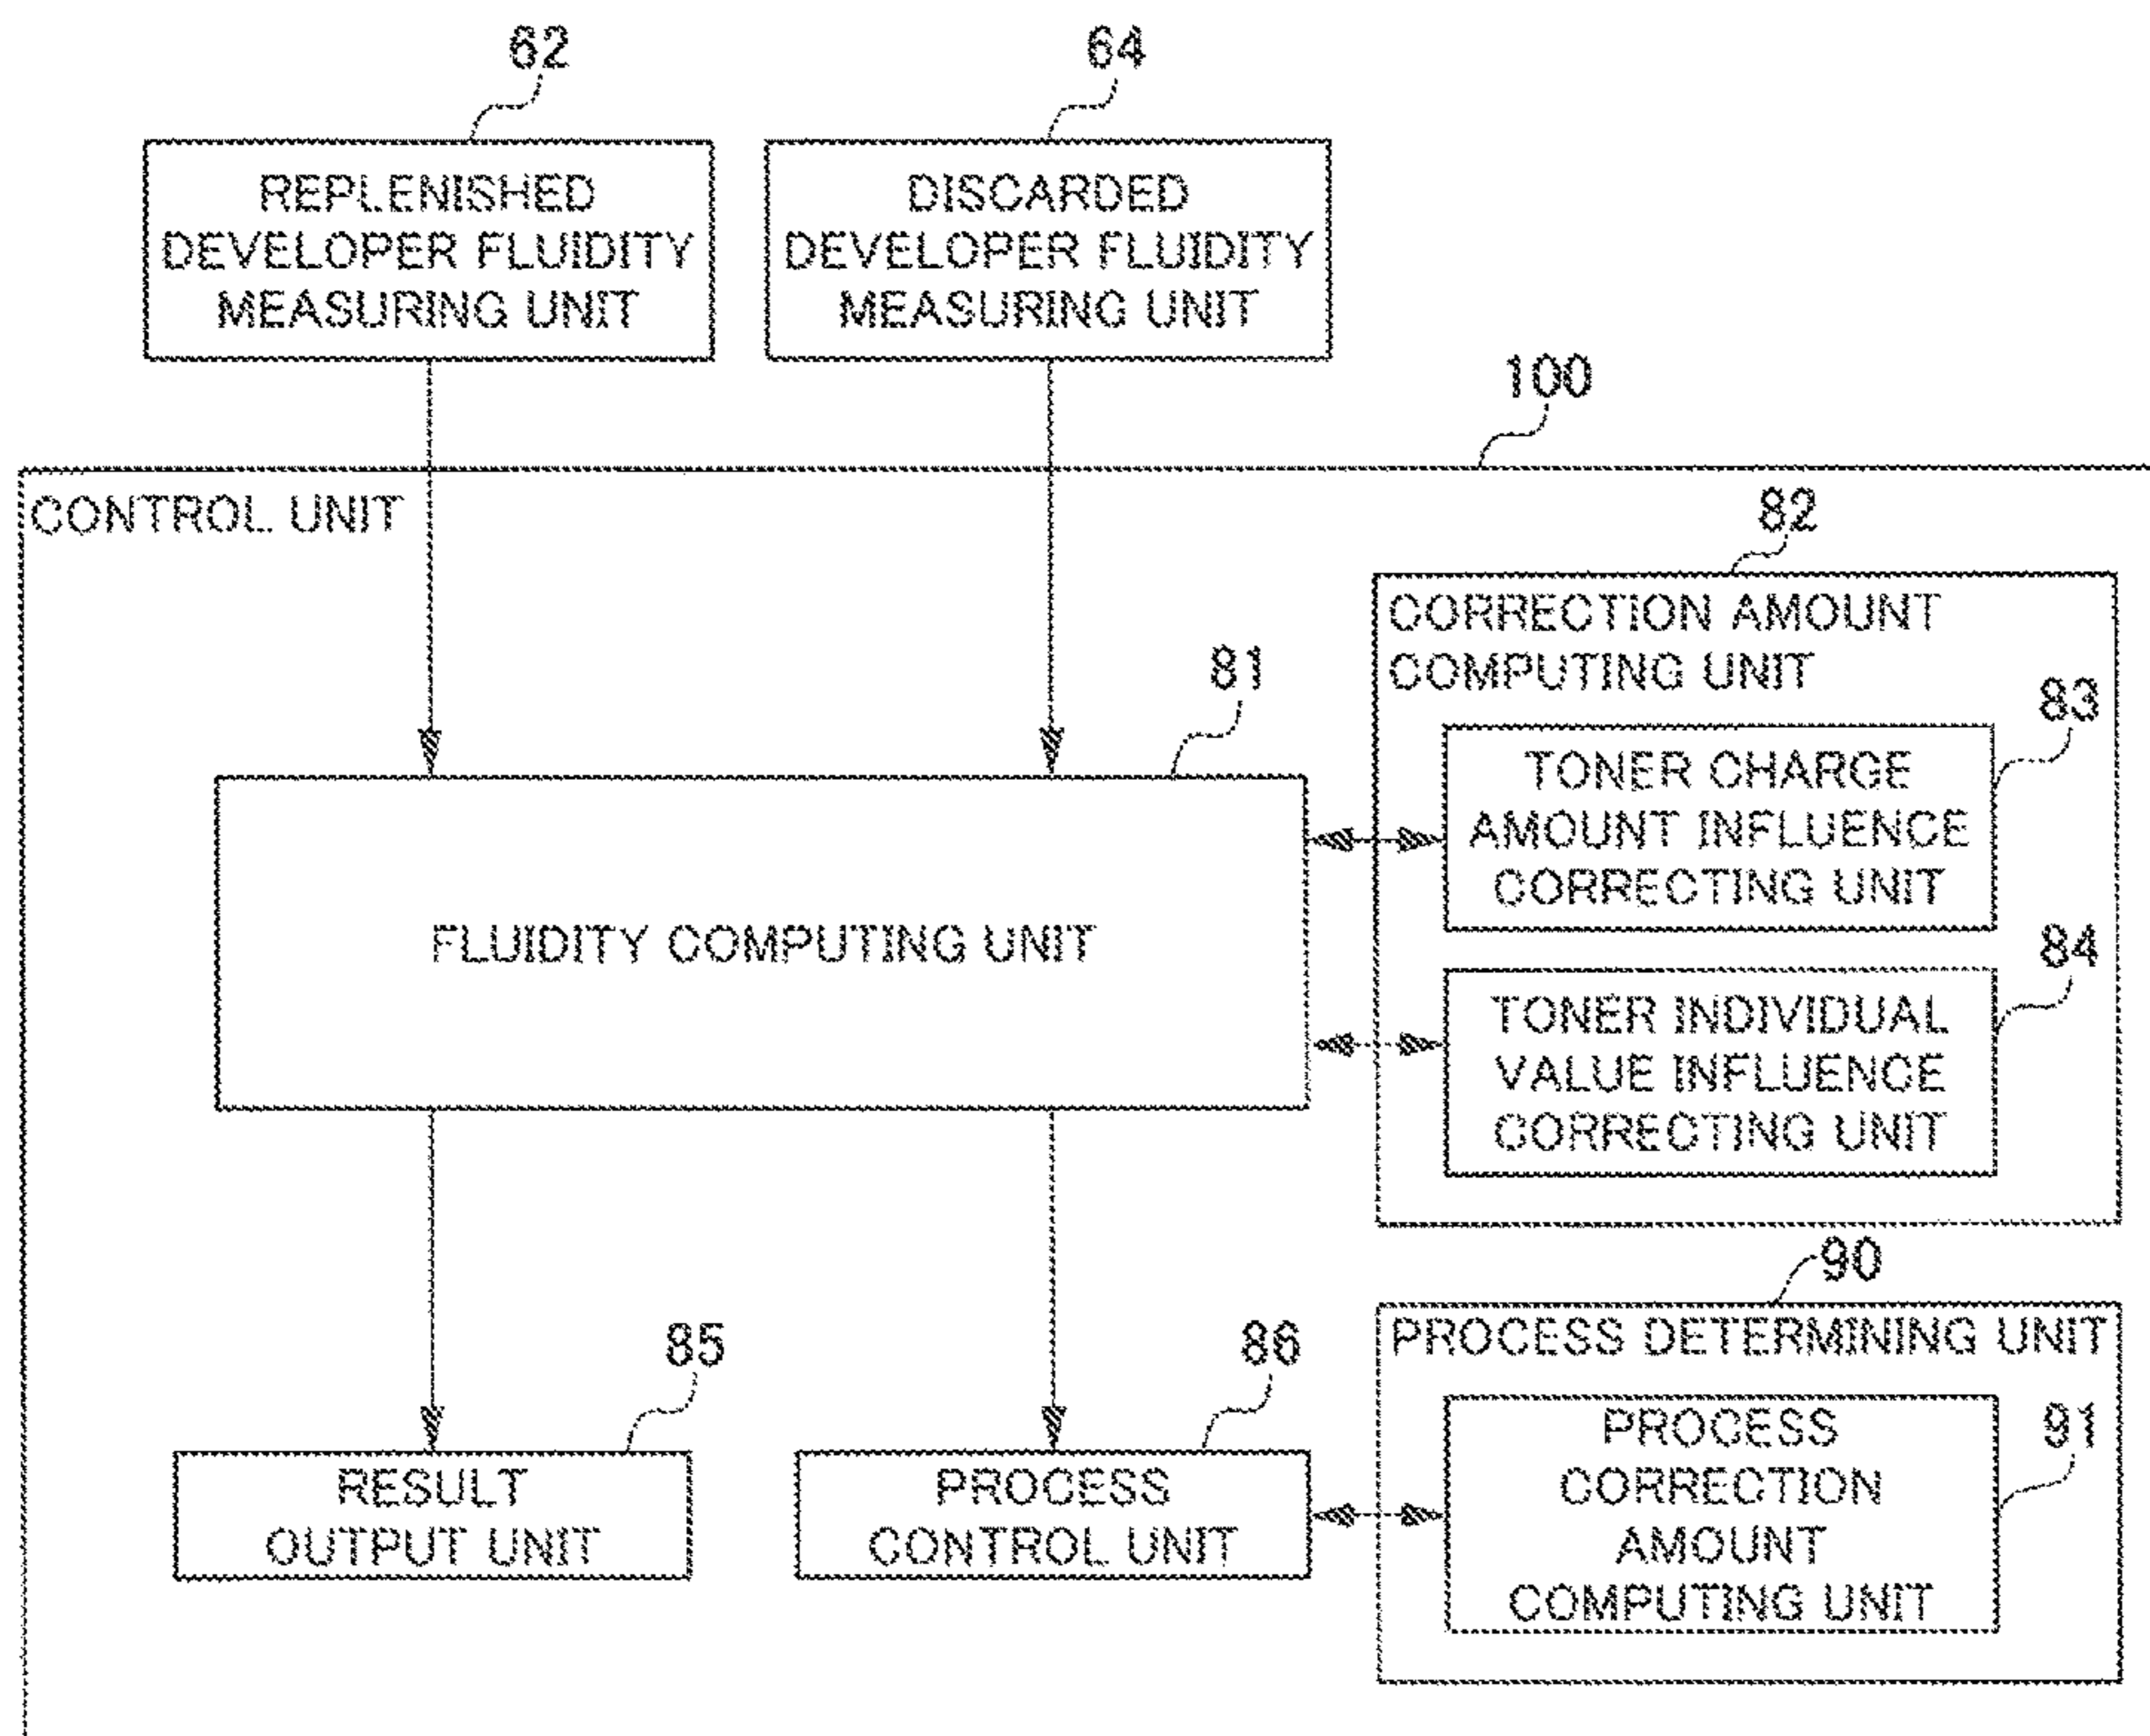 62
64
REPLENISHED
DEVELOPER FLUIDITY
MEASURING UNIT
DISCARDED
DEVELOPER FLUIDITY
MEASURING UNIT
100
CONTROL UNIT
82
CORRECTION AMOUNT
COMPUTING UNIT
81
83
TONER CHARGE
AMOUNT INFLUENCE
CORRECTING UNIT
FLUIDITY COMPUTING UNIT
84
TONER INDIVIDUAL
VALUE INFLUENCE
CORRECTING UNIT
90
PROCESS DETERMINING UNIT
85
86
91
RESULT
OUTPUT UNIT
PROCESS
CONTROL UNIT
PROCESS
CORRECTION
AMOUNT
COMPUTING UNIT